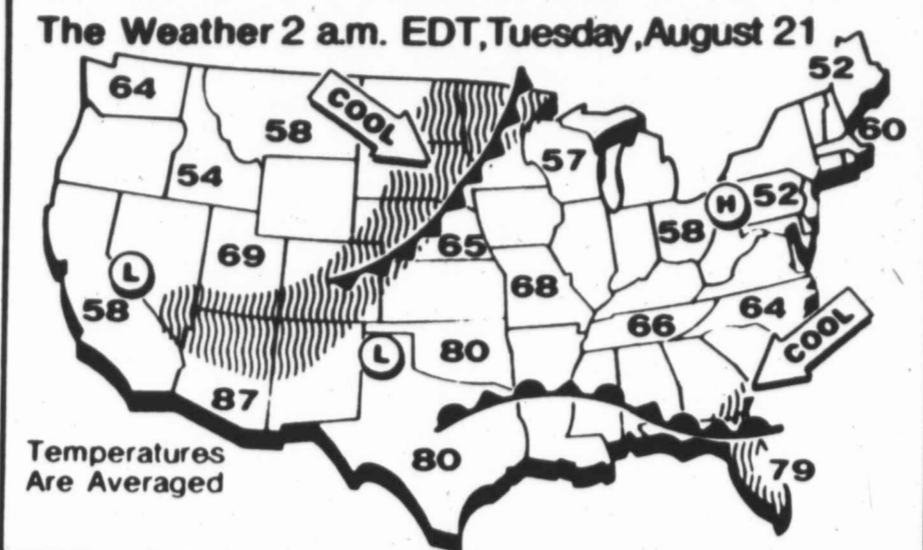 The Weather 2 a.m. EDT, Tuesday, August 21
52
64
COOL
58
60
57
54
H
52
58
69
65
L
68
58
64
66
COOL
80
L
87
80
79
Temperatures
Are Averaged